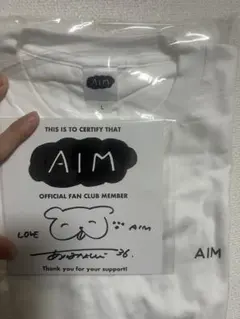 AIM
L
THIS IS TO CERTIFY THAT
AIM
OFFICIAL FAN CLUB MEMBER
LOVE
AIM
36.
AIM
Thank you for your support!